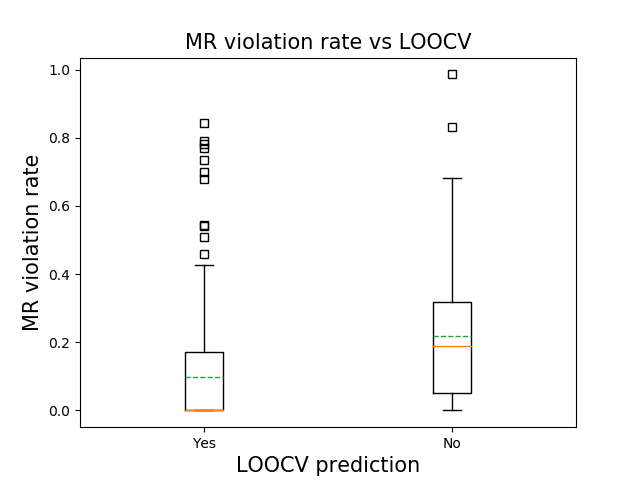 MR violation rate vs LOOCV
MR violation rate
1.0
0.8
0.6
0.4
0.2
0.0
Yes
No
LOOCV prediction